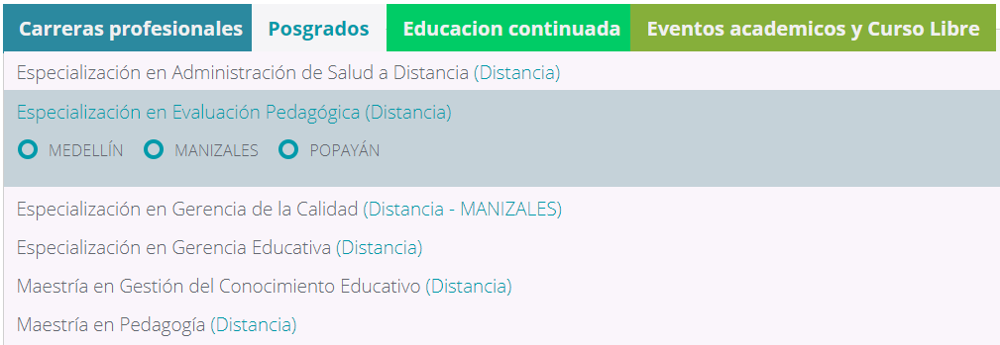 Carreras profesionales Posgrados Educacion continuada Eventos academicos y Curso Libre
Especialización en Administración de Salud a Distancia (Distancia)
Especialización en Evaluación Pedagógica (Distancia)
MEDELLÍN MANIZALES POPAYÁN
Especialización en Gerencia de la Calidad (Distancia - MANIZALES)
Especialización en Gerencia Educativa (Distancia)
Maestría en Gestión del Conocimiento Educativo (Distancia)
Maestría en Pedagogía (Distancia)